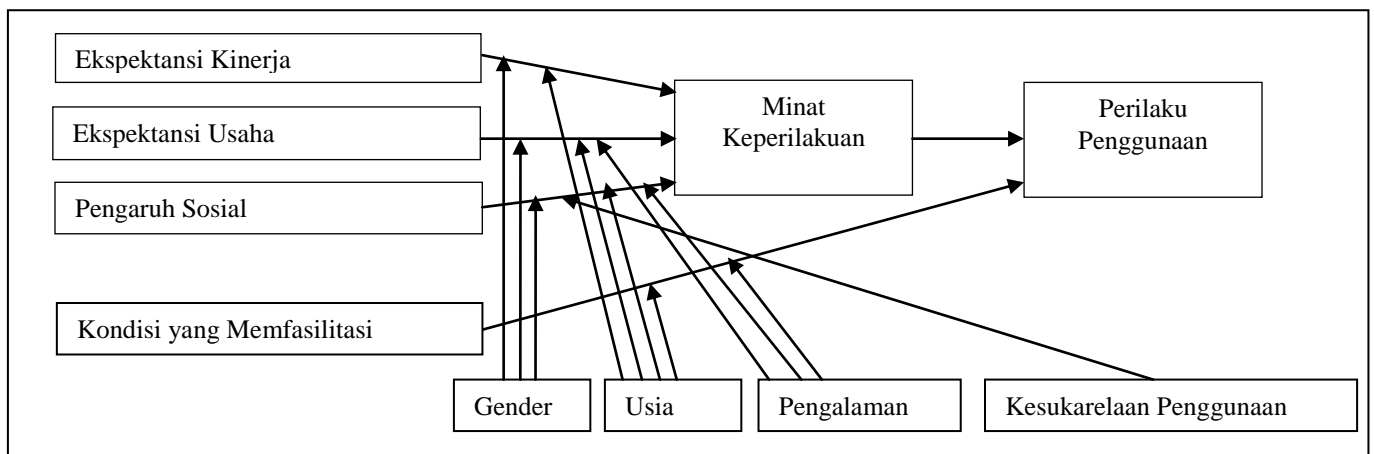 Ekspektansi Kinerja
Ekspektansi Usaha
Pengaruh Sosial
Kondisi yang Memfasilitasi
Minat
Keperilakuan
Perilaku
Penggunaan
Gender
Usia
Pengalaman
Kesukarelaan Penggunaan